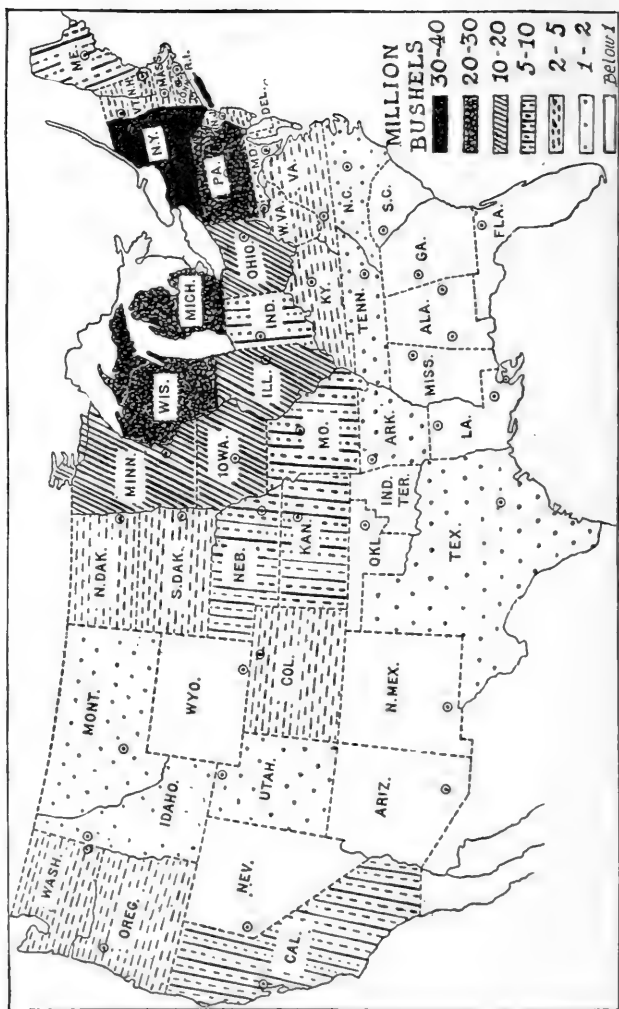 WASH.
OREG.
CAL.
NEV.
IDAHO.
MONT.
WYO.
UTAH.
ARIZ.
COL.
N.MEX.
N.DAK.
S.DAK.
NEB.
KAN.
OKL.
IND.
TER.
TEX.
MINN.
IOWA.
MO.
ARK.
LA.
WIS.
ILL.
MICH.
IND.
OHIO.
KY.
TENN.
MISS.
ALA.
GA.
FLA.
S.C.
N.C.
VA.
W.VA.
PA.
N.Y.
DEL.
VT.
N.H.
MASS.
R.I.
ME.
MILLION
BUSHELS
30-40
20-30
10-20
5-10
2-5
1-2
Below 1